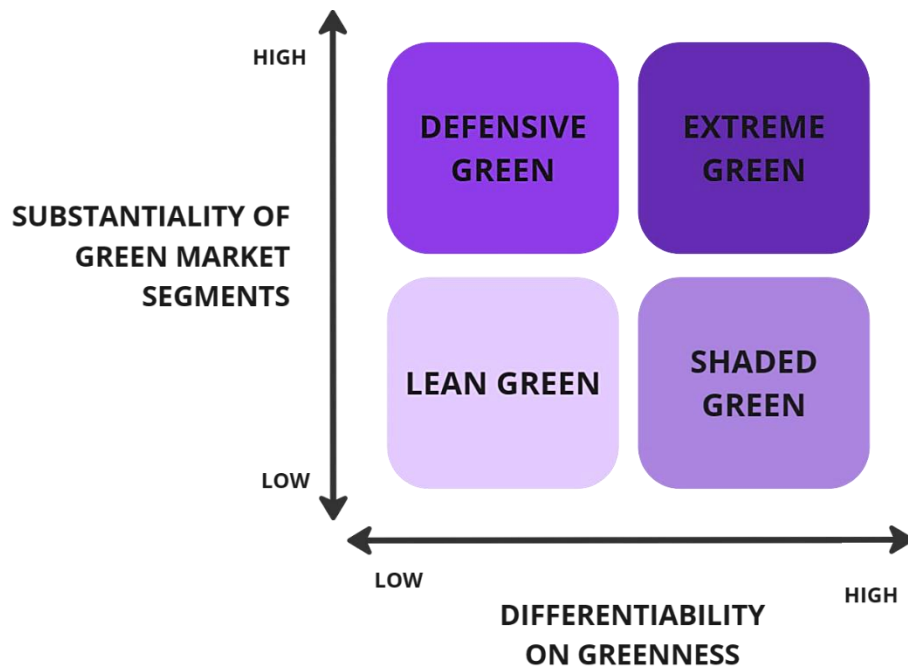 HIGH
DEFENSIVE
GREEN
EXTREME
GREEN
SUBSTANTIALITY OF
GREEN MARKET
SEGMENTS
LEAN GREEN
SHADED
GREEN
LOW
LOW
HIGH
DIFFERENTIABILITY
ON GREENNESS